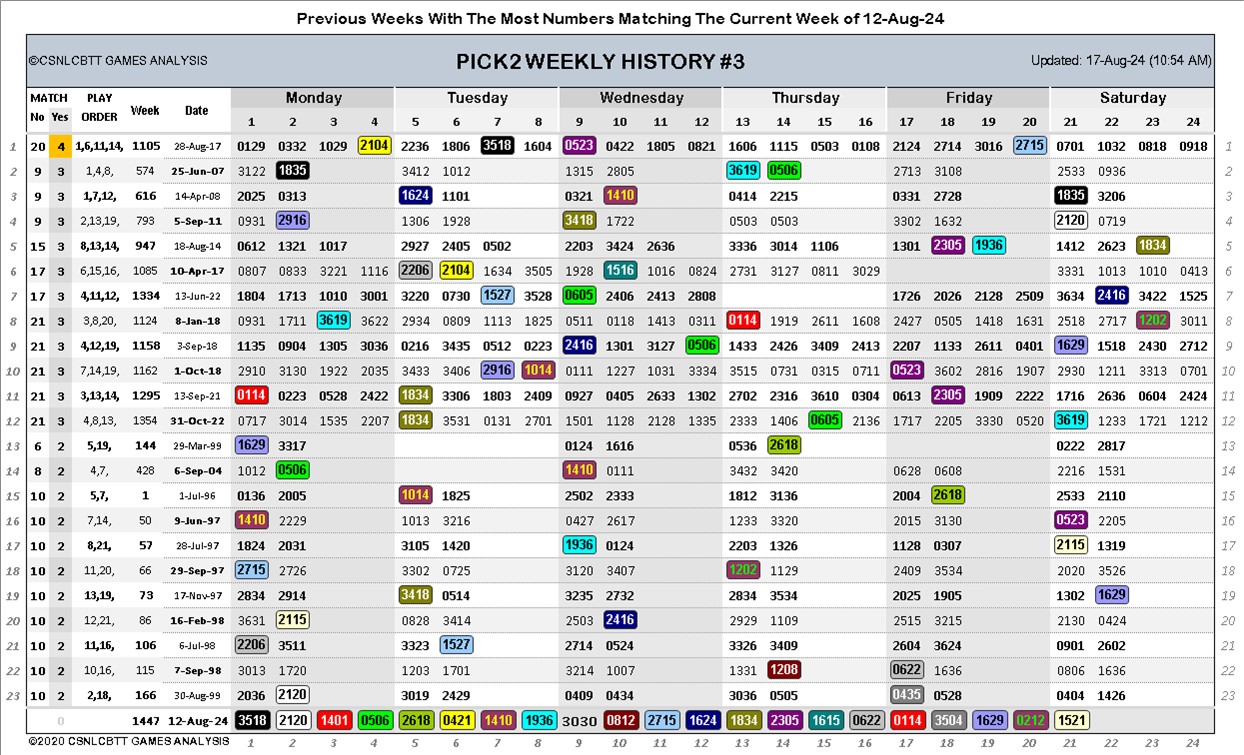 Previous Weeks With The Most Numbers Matching The Current Week of 12-Aug-24
©CSNLCBTT GAMES ANALYSIS PICK2 WEEKLY HISTORY #3 Updated: 17-Aug-24 (10:54 AM)
MATCH PLAY Week Date Monday Tuesday Wednesday Thursday Friday Saturday
No Yes ORDER 1 2 3 4 5 6 7 8 9 10 11 12 13 14 15 16 17 18 19 20 21 22 23 24
1 20 4 1,6,11,14, 1105 28-Aug-17 0129 0332 1029 2104 2236 1806 3518 1604 0523 0422 1805 0821 1606 1115 0503 0108 2124 2714 3016 2715 0701 1032 0818 0918 1
2 9 3 1,4,8, 574 25-Jun-07 3122 1835 3412 1012 1315 2805 3619 0506 2713 3108 2533 0936 2
3 9 3 1,7,12, 616 14-Apr-08 2025 0313 1624 1101 0321 1410 0414 2215 0331 2728 1835 3206 3
4 9 3 2,13,19, 793 5-Sep-11 0931 2916 1306 1928 3418 1722 0503 0503 3302 1632 2120 0719 4
5 15 3 8,13,14, 947 18-Aug-14 0612 1321 1017 2927 2405 0502 2203 3424 2636 3336 3014 1106 1301 2305 1936 1412 2623 1834 5
6 17 3 6,15,16, 1085 10-Apr-17 0807 0833 3221 1116 2206 2104 1634 3505 1928 1516 1016 0824 2731 3127 0811 3029 3331 1013 1010 0413 6
7 17 3 4,11,12, 1334 13-Jun-22 1804 1713 1010 3001 3220 0730 1527 3528 0605 2406 2413 2808 1726 2026 2128 2509 3634 2416 3422 1525 7
8 21 3 3,8,20, 1124 8-Jan-18 0931 1711 3619 3622 2934 2809 1113 1825 0511 0118 1413 0311 0114 1919 2611 1608 2427 0505 1418 1631 2518 2717 1202 3011 8
9 21 3 4,12,19, 1158 3-Sep-18 1135 0904 1305 3036 0216 3435 0512 0223 2416 1301 3127 0506 1433 2426 3409 2413 2207 1133 2611 0401 1629 1518 2430 2712 9
10 21 3 7,14,19, 1162 1-Oct-18 2910 3130 1922 2035 3433 3406 2916 1014 0111 1227 1031 3334 3515 0731 0315 0711 0523 3602 2816 1907 2930 1211 3313 0701 10
11 21 3 3,13,14, 1295 13-Sep-21 0114 0223 0528 2422 1834 3306 1803 2409 0927 0405 2633 1302 2702 2316 3610 0304 0613 2305 1909 2222 1716 2636 0604 2424 11
12 21 3 4,8,13, 1354 31-Oct-22 0717 3014 1535 2207 1834 3531 0131 2701 1501 1128 2128 1335 2333 1406 0605 2136 1717 2205 3330 0520 3619 1233 1721 1212 12
13 6 2 5,19, 144 29-Mar-99 1629 3317 0124 1616 0536 2618 0222 2817 13
14 8 2 4,7, 428 6-Sep-04 1012 0506 1410 0111 3432 3420 0628 0608 2216 1531 14
15 10 2 5,7, 1 1-Jul-96 0136 2005 1014 1825 2502 2333 1812 3136 2004 2618 2533 2110 15
16 10 2 7,14, 50 9-Jun-97 1410 2229 1013 3216 0427 2617 1233 3320 2015 3130 0523 2205 16
17 10 2 8,21, 57 28-Jul-97 1824 2031 3105 1420 1936 0124 2203 1326 1128 0307 2115 1319 17
18 10 2 11,20, 66 29-Sep-97 2715 2726 3302 0725 3120 3407 1202 1129 2409 3534 2020 3526 18
19 10 2 13,19, 73 17-Nov-97 2834 2914 3418 0514 3235 2732 2834 3534 2025 1905 1302 1629 19
20 10 2 12,21, 86 16-Feb-98 3631 2115 0828 3414 2503 2416 2929 1109 2515 3215 2130 0424 20
21 10 2 11,16, 106 6-Jul-98 2206 3511 3323 1527 2714 0524 3326 3409 2604 3624 0901 2602 21
22 10 2 10,16, 115 7-Sep-98 3013 1720 1203 1701 3214 1007 1331 1208 0622 1636 0806 1636 22
23 10 2 2,18, 166 30-Aug-99 2036 2120 3019 2429 0409 0434 3036 0505 0435 0528 0404 1426 23
0 1447 12-Aug-24 3518 2120 1401 0506 2618 0421 1410 1936 3030 0812 2715 1624 1834 2305 1615 0622 0114 3504 1629 0212 1521
©2020 CSNLCBTT GAMES ANALYSIS 1 2 3 4 5 6 7 8 9 10 11 12 13 14 15 16 17 18 19 20 21 22 23 24